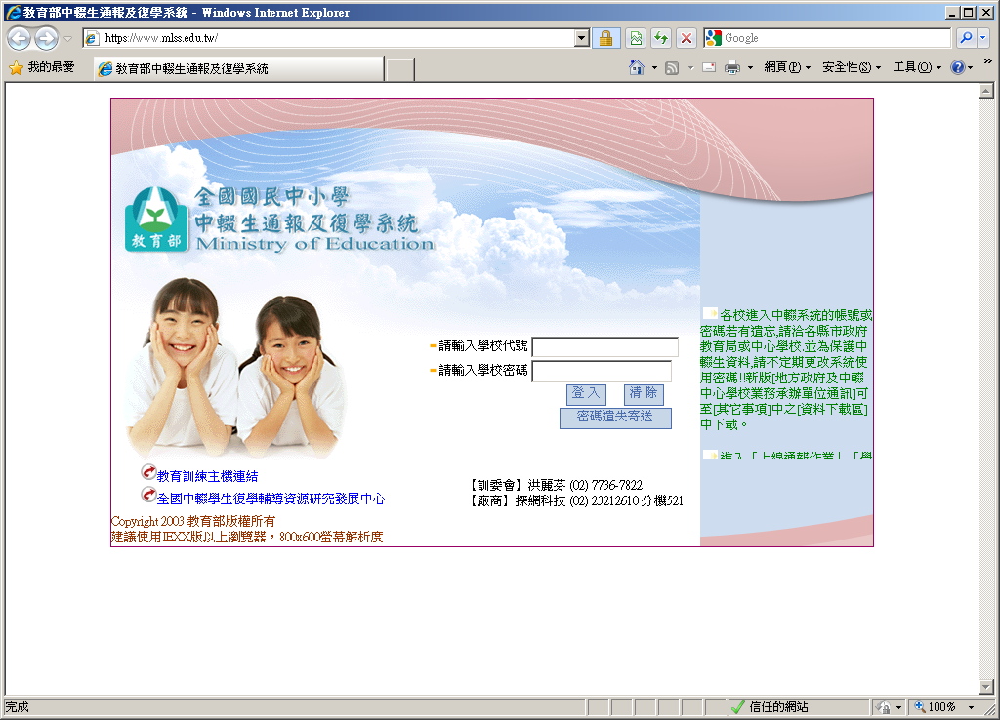 教育部中輟生通報及復學系統 - Windows Internet Explorer
https://www.mlss.edu.tw/
Google
我的最愛
教育部中輟生通報及復學系統
網頁(P)
安全性(S)
工具(O)
全國國民中小學
中輟生通報及復學系統
Ministry of Education
教育部
請輸入學校代號
請輸入學校密碼
登 入
清 除
密碼遺失寄送
各校進入中輟系統的帳號或
密碼若有遺忘,請洽各縣市政府
教育局或中心學校.並為保護中
輟生資料,請不定期更改系統使
用密碼!!新版[地方政府及中輟
中心學校業務承辦單位通訊]可
至[其它事項]中之[資料下載區]
中下載。
進入「上線通報作業」「學
教育訓練主機連結
全國中輟學生復學輔導資源研究發展中心
【訓委會】洪麗芬 (02) 7736-7822
【廠商】探網科技 (02) 23212610 分機521
Copyright 2003 教育部版權所有
建議使用IEXX版以上瀏覽器，800x600螢幕解析度
完成
信任的網站
100%